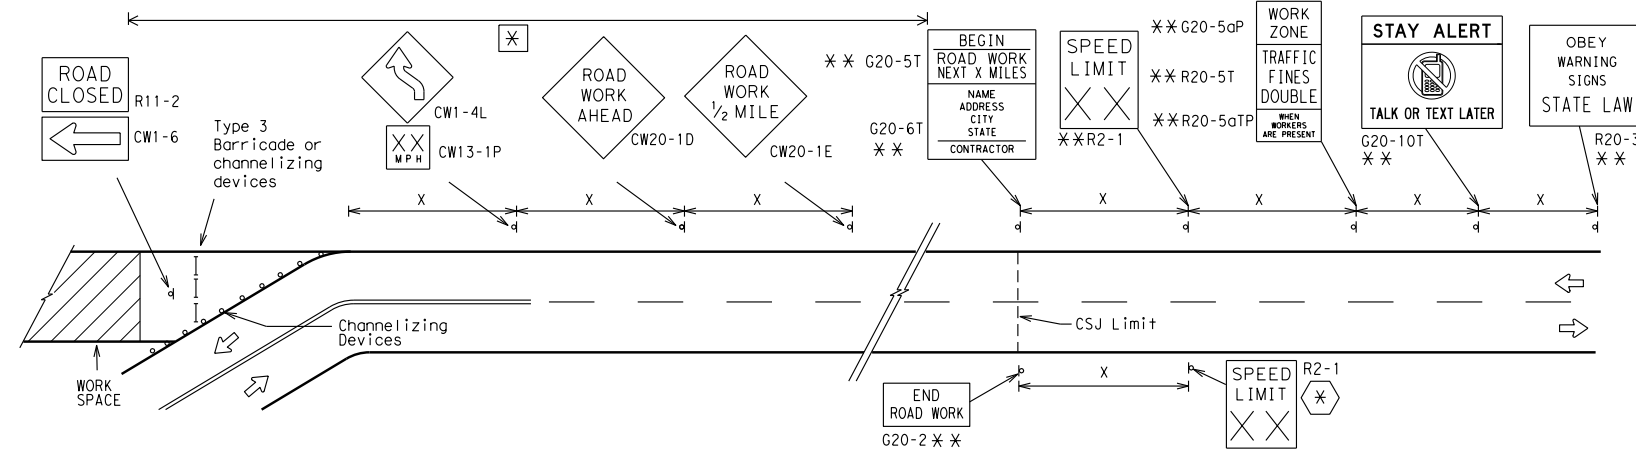 ROAD
CLOSED
R11-2
CW1-6
Type 3
Barricade or
channelizing
devices
CW1-4L
XX
MPH
CW13-1P
*
ROAD
WORK
AHEAD
CW20-1D
ROAD
WORK
1/2 MILE
CW20-1E
** G20-5T
G20-6T
**
BEGIN
ROAD WORK
NEXT X MILES
NAME
ADDRESS
CITY
STATE
CONTRACTOR
SPEED
LIMIT
XX
**R2-1
**G20-5aP
**R20-5T
**R20-5aTP
WORK
ZONE
TRAFFIC
FINES
DOUBLE
WHEN
WORKERS
ARE PRESENT
STAY ALERT
TALK OR TEXT LATER
G20-10T
**
OBEY
WARNING
SIGNS
STATE LAW
R20-3
**
X
X
X
X
X
X
X
Channelizing
Devices
CSJ Limit
WORK
SPACE
END
ROAD WORK
G20-2 **
X
SPEED
LIMIT
XX
R2-1
*